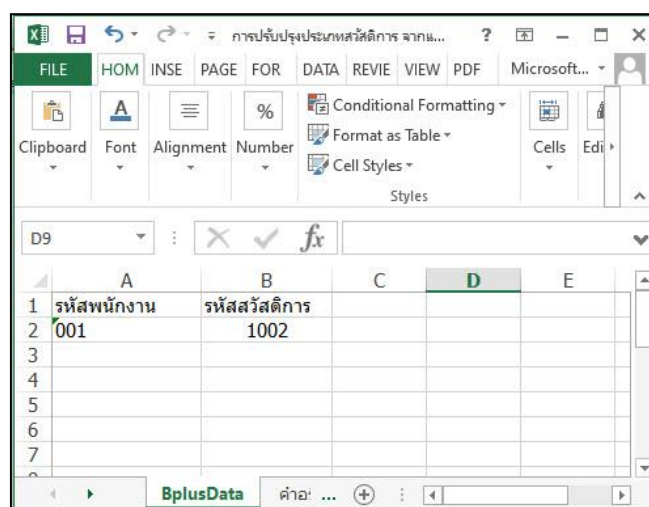 การปรับปรุงประเภทสวัสดิการ จากแ... ?
FILE HOM INSE PAGE FOR DATA REVIE VIEW PDF Microsoft...
Clipboard Font Alignment Number Conditional Formatting Format as Table Cell Styles Cells Edi
Styles
D9 fx
A B C D E
1 รหัสพนักงาน รหัสสวัสดิการ
2 001 1002
3
4
5
6
7
BplusData ...